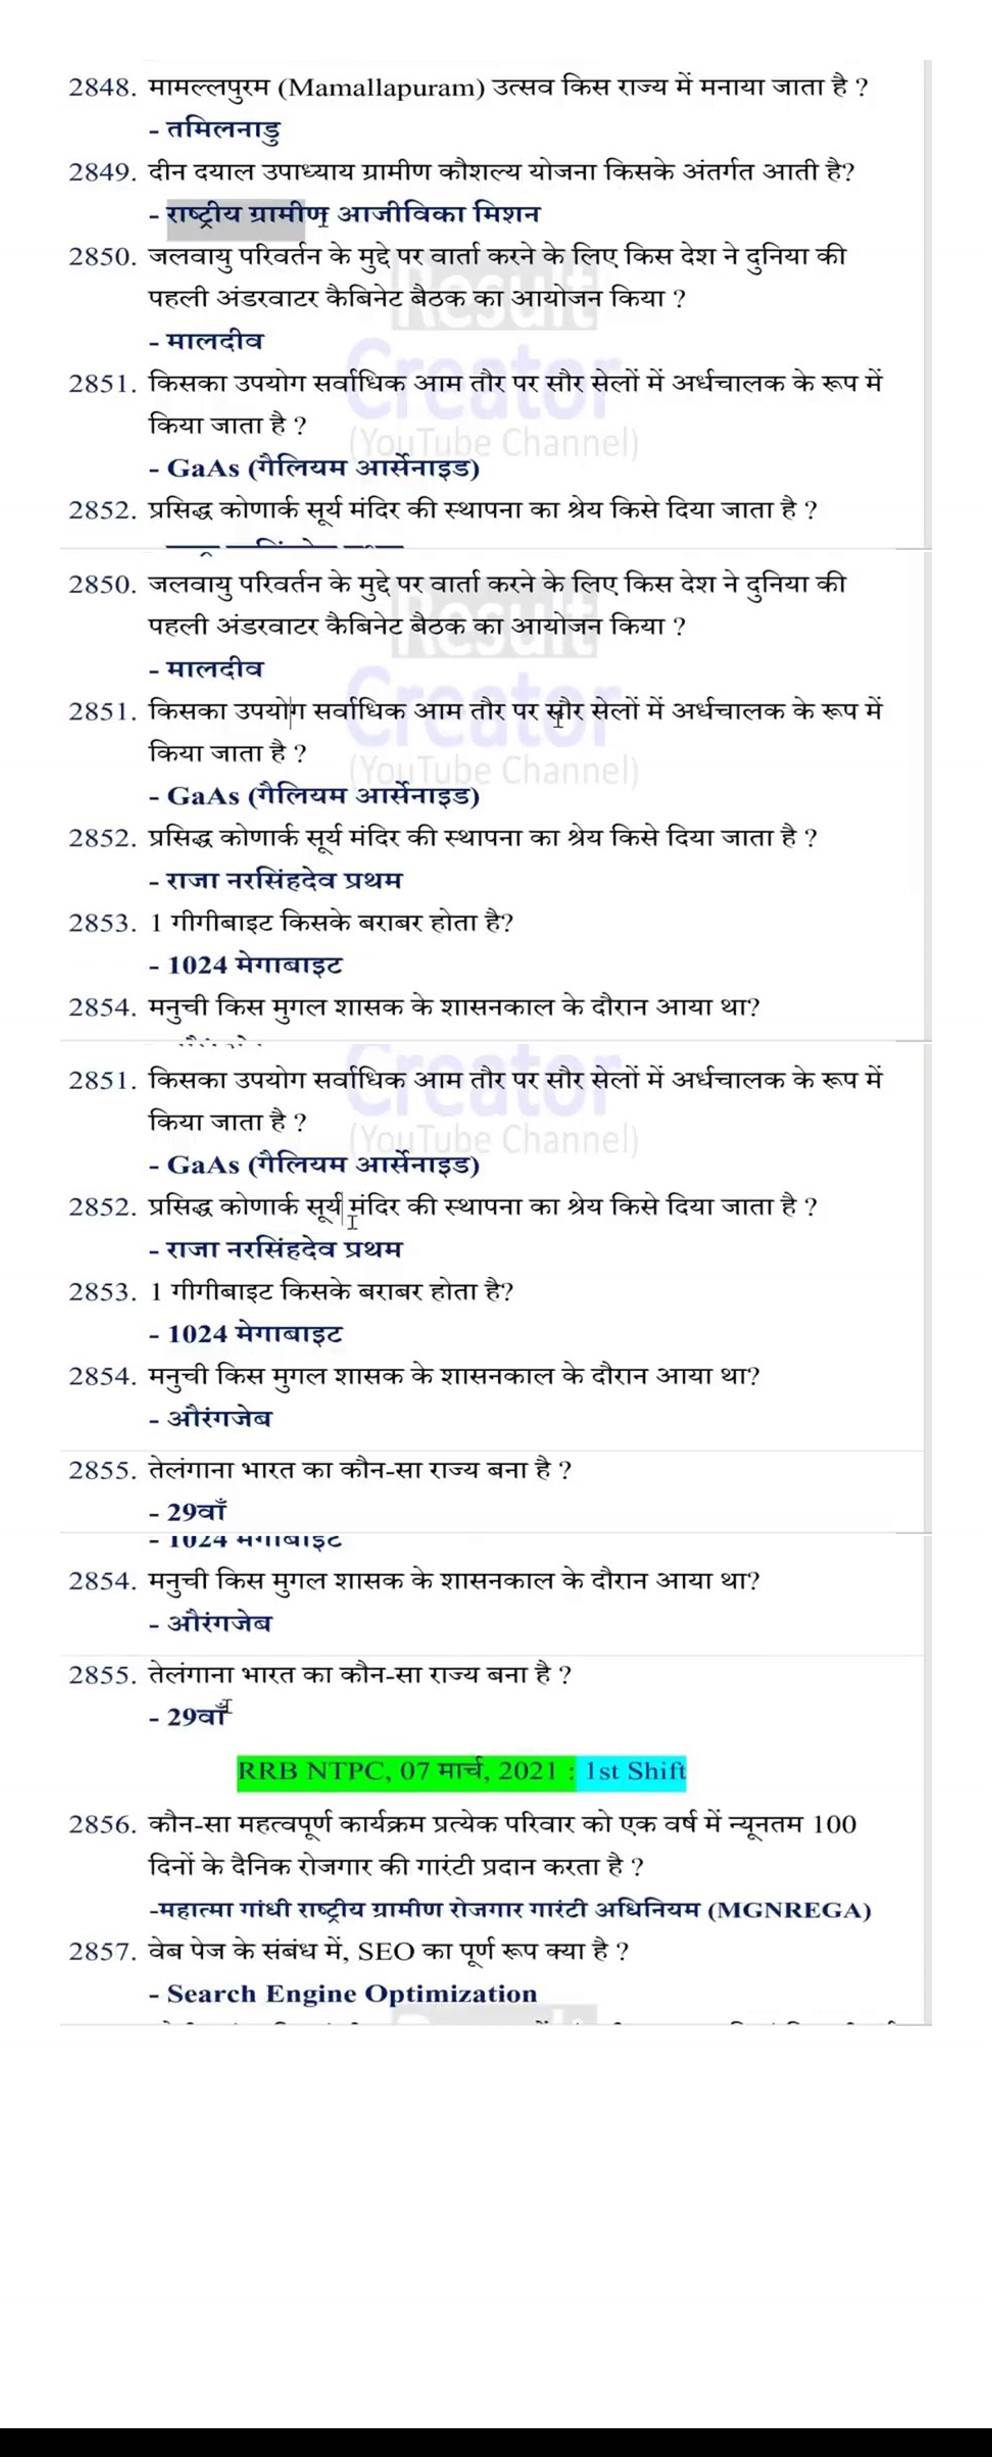 2848. मामल्लपुरम (Mamallapuram) उत्सव किस राज्य में मनाया जाता है ?
- तमिलनाडु
2849. दीन दयाल उपाध्याय ग्रामीण कौशल्य योजना किसके अंतर्गत आती है?
- राष्ट्रीय ग्रामीण आजीविका मिशन
2850. जलवायु परिवर्तन के मुद्दे पर वार्ता करने के लिए किस देश ने दुनिया की
पहली अंडरवाटर कैबिनेट बैठक का आयोजन किया ?
Result
- मालदीव
Creator
2851. किसका उपयोग सर्वाधिक आम तौर पर सौर सेलों में अर्धचालक के रूप में
किया जाता है ?
(YouTube Channel)
- GaAs (गैलियम आर्सेनाइड)
2852. प्रसिद्ध कोणार्क सूर्य मंदिर की स्थापना का श्रेय किसे दिया जाता है ?
2850. जलवायु परिवर्तन के मुद्दे पर वार्ता करने के लिए किस देश ने दुनिया की
पहली अंडरवाटर कैबिनेट बैठक का आयोजन किया ?
Result
- मालदीव
Creator
2851. किसका उपयोग सर्वाधिक आम तौर पर सौर सेलों में अर्धचालक के रूप में
किया जाता है ?
(YouTube Channel)
- GaAs (गैलियम आर्सेनाइड)
2852. प्रसिद्ध कोणार्क सूर्य मंदिर की स्थापना का श्रेय किसे दिया जाता है ?
- राजा नरसिंहदेव प्रथम
2853. 1 गीगीबाइट किसके बराबर होता है?
- 1024 मेगाबाइट
2854. मनुची किस मुगल शासक के शासनकाल के दौरान आया था?
Creator
2851. किसका उपयोग सर्वाधिक आम तौर पर सौर सेलों में अर्धचालक के रूप में
किया जाता है ?
(YouTube Channel)
- GaAs (गैलियम आर्सेनाइड)
2852. प्रसिद्ध कोणार्क सूर्य मंदिर की स्थापना का श्रेय किसे दिया जाता है ?
- राजा नरसिंहदेव प्रथम
2853. 1 गीगीबाइट किसके बराबर होता है?
- 1024 मेगाबाइट
2854. मनुची किस मुगल शासक के शासनकाल के दौरान आया था?
- औरंगजेब
2855. तेलंगाना भारत का कौन-सा राज्य बना है ?
- 29वाँ
- 1024 मेगाबाइट
2854. मनुची किस मुगल शासक के शासनकाल के दौरान आया था?
- औरंगजेब
2855. तेलंगाना भारत का कौन-सा राज्य बना है ?
- 29वाँ
RRB NTPC, 07 मार्च, 2021 : 1st Shift
2856. कौन-सा महत्वपूर्ण कार्यक्रम प्रत्येक परिवार को एक वर्ष में न्यूनतम 100
दिनों के दैनिक रोजगार की गारंटी प्रदान करता है ?
-महात्मा गांधी राष्ट्रीय ग्रामीण रोजगार गारंटी अधिनियम (MGNREGA)
2857. वेब पेज के संबंध में, SEO का पूर्ण रूप क्या है ?
- Search Engine Optimization